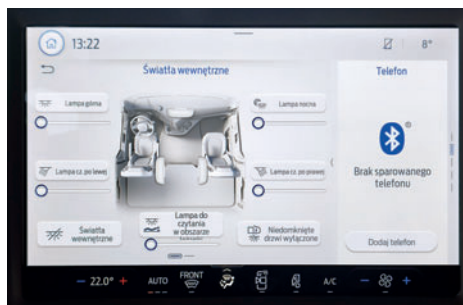 13:22
8°
Światła wewnętrzne
Telefon
Lampa górna
Lampa nocna
Lampa cz. po lewej
Lampa cz. po prawej
Brak sparowanego
telefonu
Światła
wewnętrzne
Lampa do
czytania
w obszarze
Niedomknięte
drzwi wyłączone
Dodaj telefon
- 22.0° +
AUTO
FRONT
A/C
- +